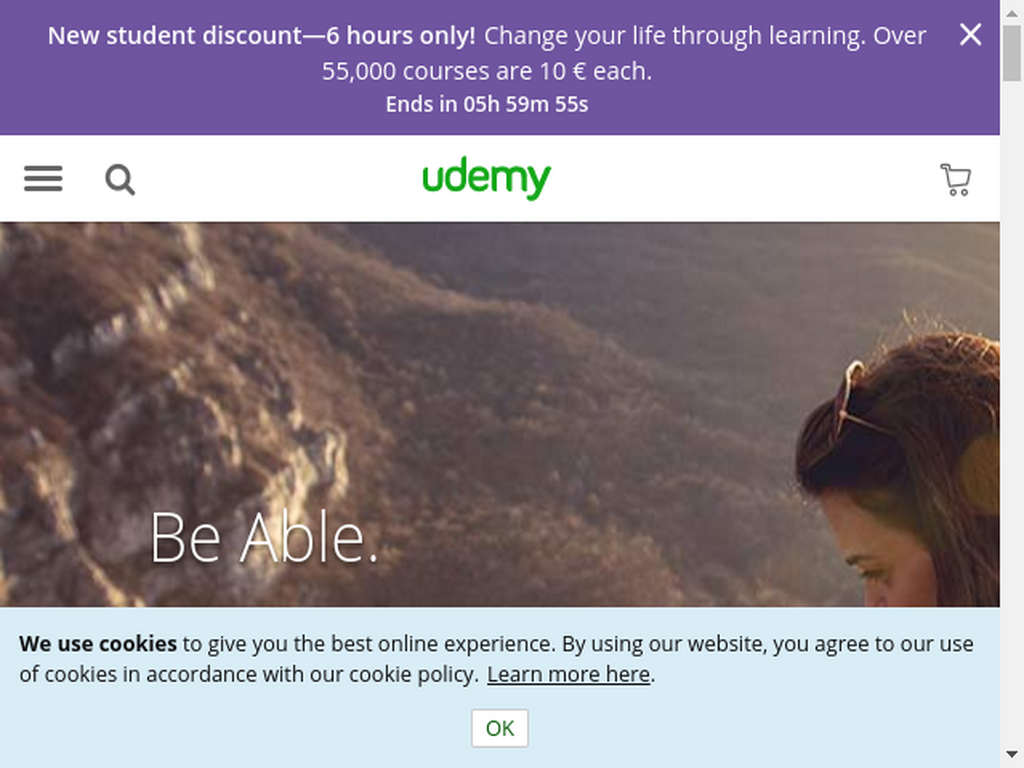 New student discount—6 hours only! Change your life through learning. Over
55,000 courses are 10 € each.
Ends in 05h 59m 55s
udemy
Be Able.
We use cookies to give you the best online experience. By using our website, you agree to our use
of cookies in accordance with our cookie policy. Learn more here.
OK